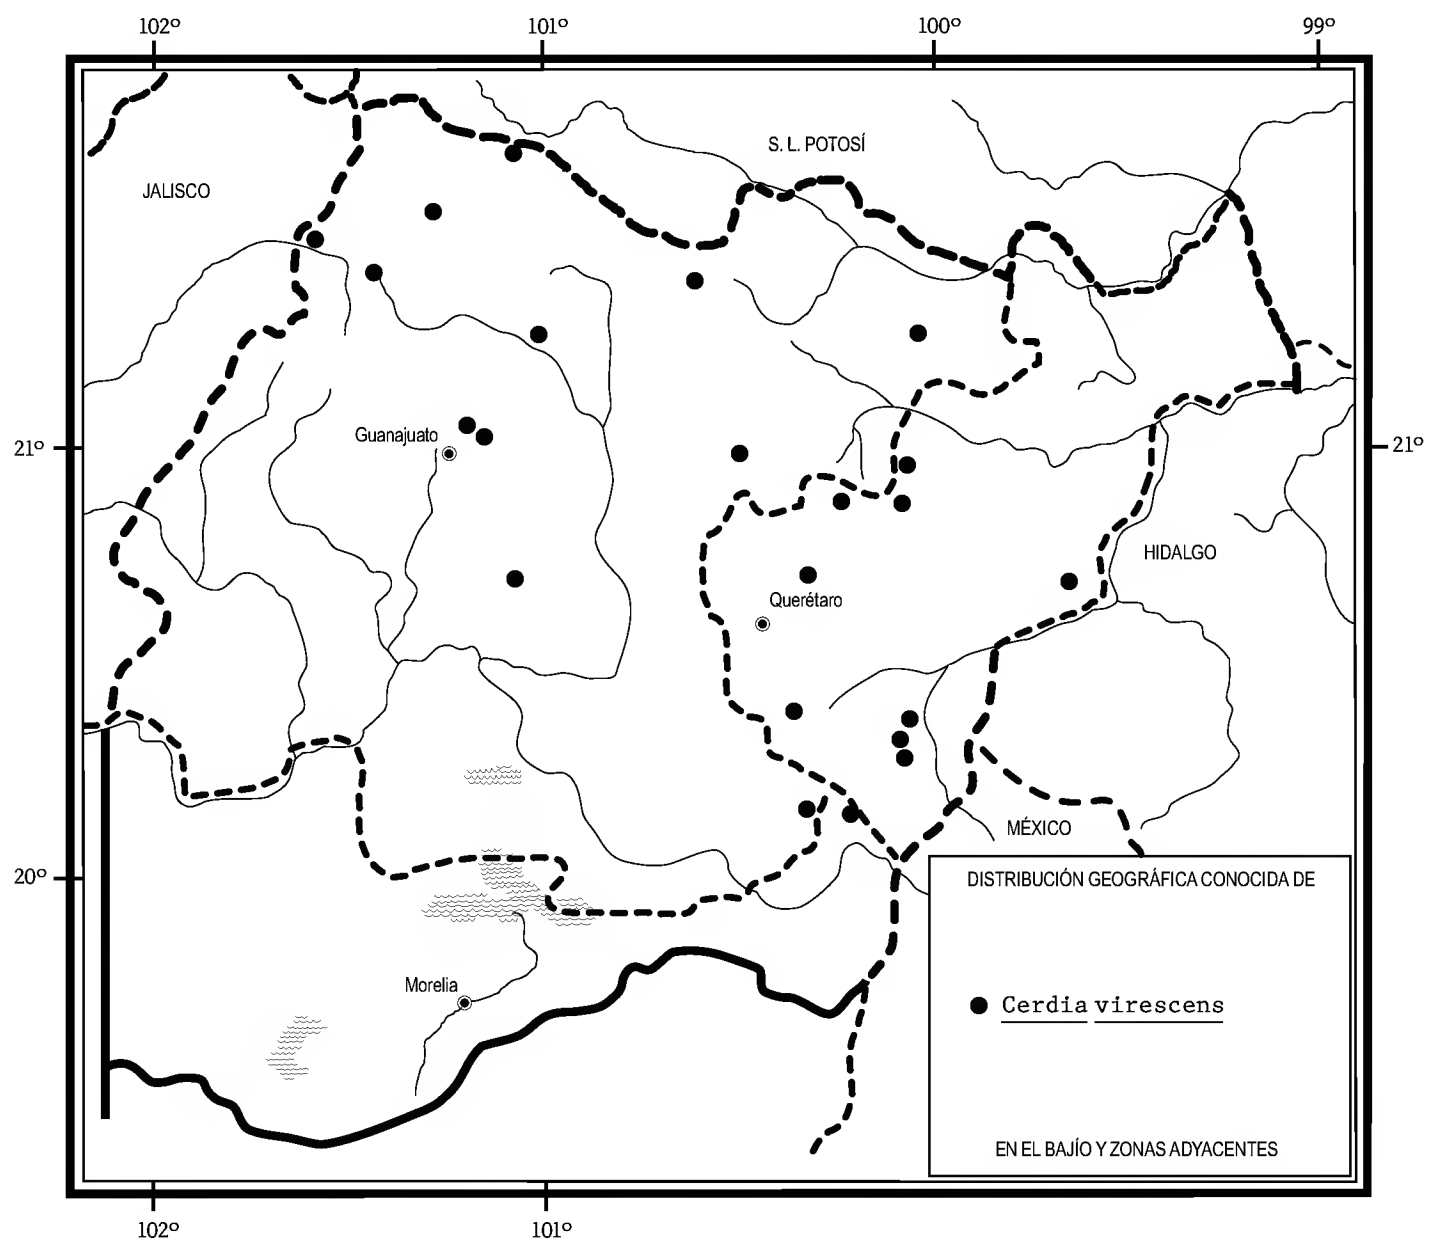 102º 101º 100º 99º
S. L. POTOSÍ
JALISCO
Guanajuato
21º 21º
HIDALGO
Querétaro
MÉXICO
20º
DISTRIBUCIÓN GEOGRÁFICA CONOCIDA DE
Morelia
Cerdia virescens
EN EL BAJÍO Y ZONAS ADYACENTES
102º 101º